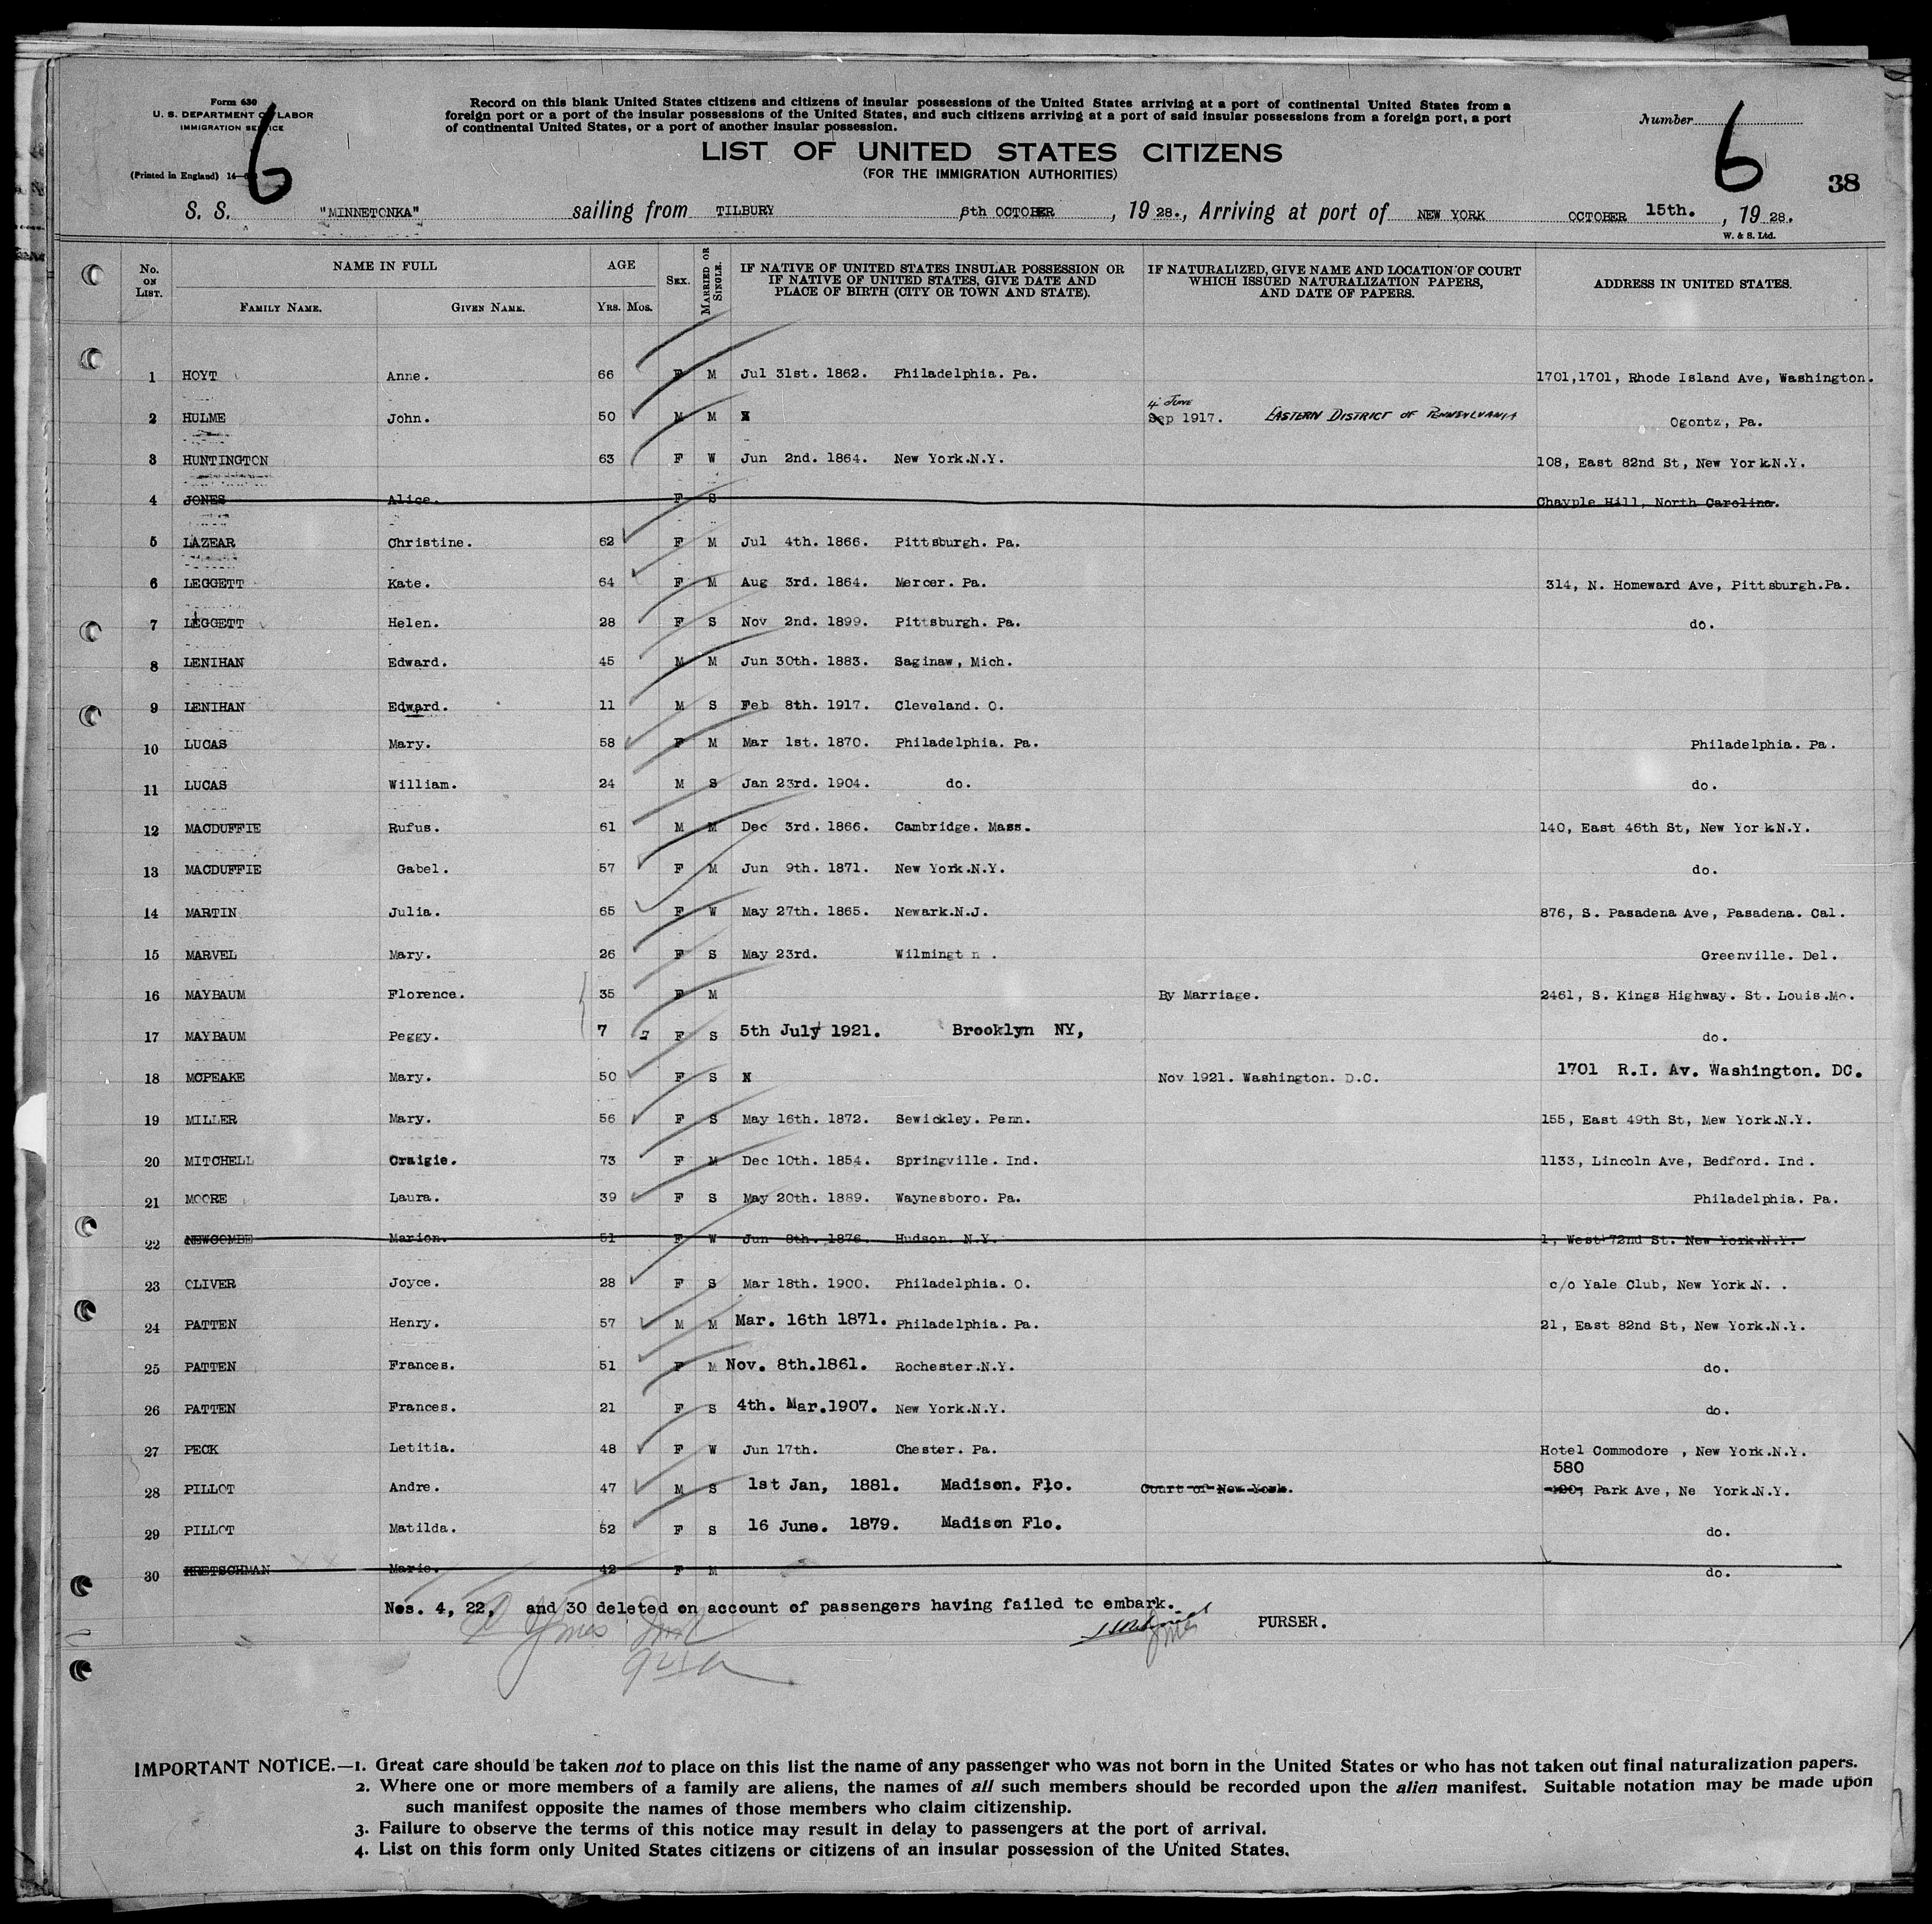 Form 630
U. S. DEPARTMENT OF LABOR
IMMIGRATION SERVICE
(Printed in England) 14—
6
Record on this blank United States citizens and citizens of insular possessions of the United States arriving at a port of continental United States from a
foreign port or a port of the insular possessions of the United States, and such citizens arriving at a port of said insular possessions from a foreign port, a port
of continental United States, or a port of another insular possession.
LIST OF UNITED STATES CITIZENS
(FOR THE IMMIGRATION AUTHORITIES)
Number
6
38
S. S. "MINNETONKA" sailing from TILBURY 6th OCTOBER, 19 28., Arriving at port of NEW YORK OCTOBER 15th., 19 28.
W. & S. Ltd.
No. ON LIST. NAME IN FULL FAMILY NAME. GIVEN NAME. AGE YRS. MOS. SEX. MARRIED OR SINGLE. IF NATIVE OF UNITED STATES INSULAR POSSESSION OR IF NATIVE OF UNITED STATES, GIVE DATE AND PLACE OF BIRTH (CITY OR TOWN AND STATE). IF NATURALIZED, GIVE NAME AND LOCATION OF COURT WHICH ISSUED NATURALIZATION PAPERS, AND DATE OF PAPERS. ADDRESS IN UNITED STATES.
1 HOYT Anne. 66 F M Jul 31st. 1862. Philadelphia. Pa. 1701,1701, Rhode Island Ave, Washington.
4 JUNE
2 HULME John. 50 M M X Sep 1917. EASTERN DISTRICT OF PENNSYLVANIA Ogontz, Pa.
3 HUNTINGTON 63 F W Jun 2nd. 1864. New York.N.Y. 108, East 82nd St, New York.N.Y.
4 JONES Alice. F S Chayple Hill, North Carolina.
5 LAZEAR Christine. 62 F M Jul 4th. 1866. Pittsburgh. Pa.
6 LEGGETT Kate. 64 F M Aug 3rd. 1864. Mercer. Pa. 314, N. Homeward Ave, Pittsburgh.Pa.
7 LEGGETT Helen. 28 F S Nov 2nd. 1899. Pittsburgh. Pa. do.
8 LENIHAN Edward. 45 M M Jun 30th. 1883. Saginaw, Mich.
9 LENIHAN Edward. 11 M S Feb 8th. 1917. Cleveland. O.
10 LUCAS Mary. 58 F M Mar 1st. 1870. Philadelphia. Pa. Philadelphia. Pa.
11 LUCAS William. 24 M S Jan 23rd. 1904. do. do.
12 MACDUFFIE Rufus. 61 M M Dec 3rd. 1866. Cambridge. Mass. 140, East 46th St, New York.N.Y.
13 MACDUFFIE Gabel. 57 F M Jun 9th. 1871. New York.N.Y. do.
14 MARTIN Julia. 65 F W May 27th. 1865. Newark.N.J. 876, S. Pasadena Ave, Pasadena. Cal.
15 MARVEL Mary. 26 F S May 23rd. Wilmingt n . Greenville. Del.
16 MAYBAUM Florence. 35 F M By Marriage. 2461, S. Kings Highway. St. Louis.Mo.
17 MAYBAUM Peggy. 7 F S 5th July 1921. Brooklyn NY, do.
18 MCPEAKE Mary. 50 F S X Nov 1921. Washington. D.C. 1701 R.I. Av. Washington. DC.
19 MILLER Mary. 56 F S May 16th. 1872. Sewickley. Penn. 155, East 49th St, Mew York.N.Y.
20 MITCHELL Craigie. 73 F M Dec 10th. 1854. Springville. Ind. 1133, Lincoln Ave, Bedford. Ind.
21 MOORE Laura. 39 F S May 20th. 1889. Waynesboro. Pa. Philadelphia. Pa.
22 NEWCOMBE Marion. 51 F W Jun 8th. 1876. Hudson. N.Y. 1, West 72nd St. New York.N.Y.
23 OLIVER Joyce. 28 F S Mar 18th. 1900. Philadelphia. O. c/o Yale Club, New York.N. .
24 PATTEN Henry. 57 M M Mar. 16th 1871. Philadelphia. Pa. 21, East 82nd St, New York.N.Y.
25 PATTEN Frances. 51 F M Nov. 8th.1861. Rochester.N.Y. do.
26 PATTEN Frances. 21 F S 4th. Mar.1907. New York.N.Y. do.
27 PECK Letitia. 48 F W Jun 17th. Chester. Pa. Hotel Commodore , New York.N.Y.
580
28 PILLOT Andre. 47 M S 1st Jan, 1881. Madison. Flo. Court of New York. Park Ave, Ne York.N.Y.
29 PILLOT Matilda. 52 F S 16 June. 1879. Madison Flo. do.
30 KRETSCHMAN Marie. 42 F M do.
Nos. 4, 22, and 30 deleted on account of passengers having failed to embark.
PURSER.
IMPORTANT NOTICE.—1. Great care should be taken not to place on this list the name of any passenger who was not born in the United States or who has not taken out final naturalization papers.
2. Where one or more members of a family are aliens, the names of all such members should be recorded upon the alien manifest. Suitable notation may be made upon
such manifest opposite the names of those members who claim citizenship.
3. Failure to observe the terms of this notice may result in delay to passengers at the port of arrival.
4. List on this form only United States citizens or citizens of an insular possession of the United States.